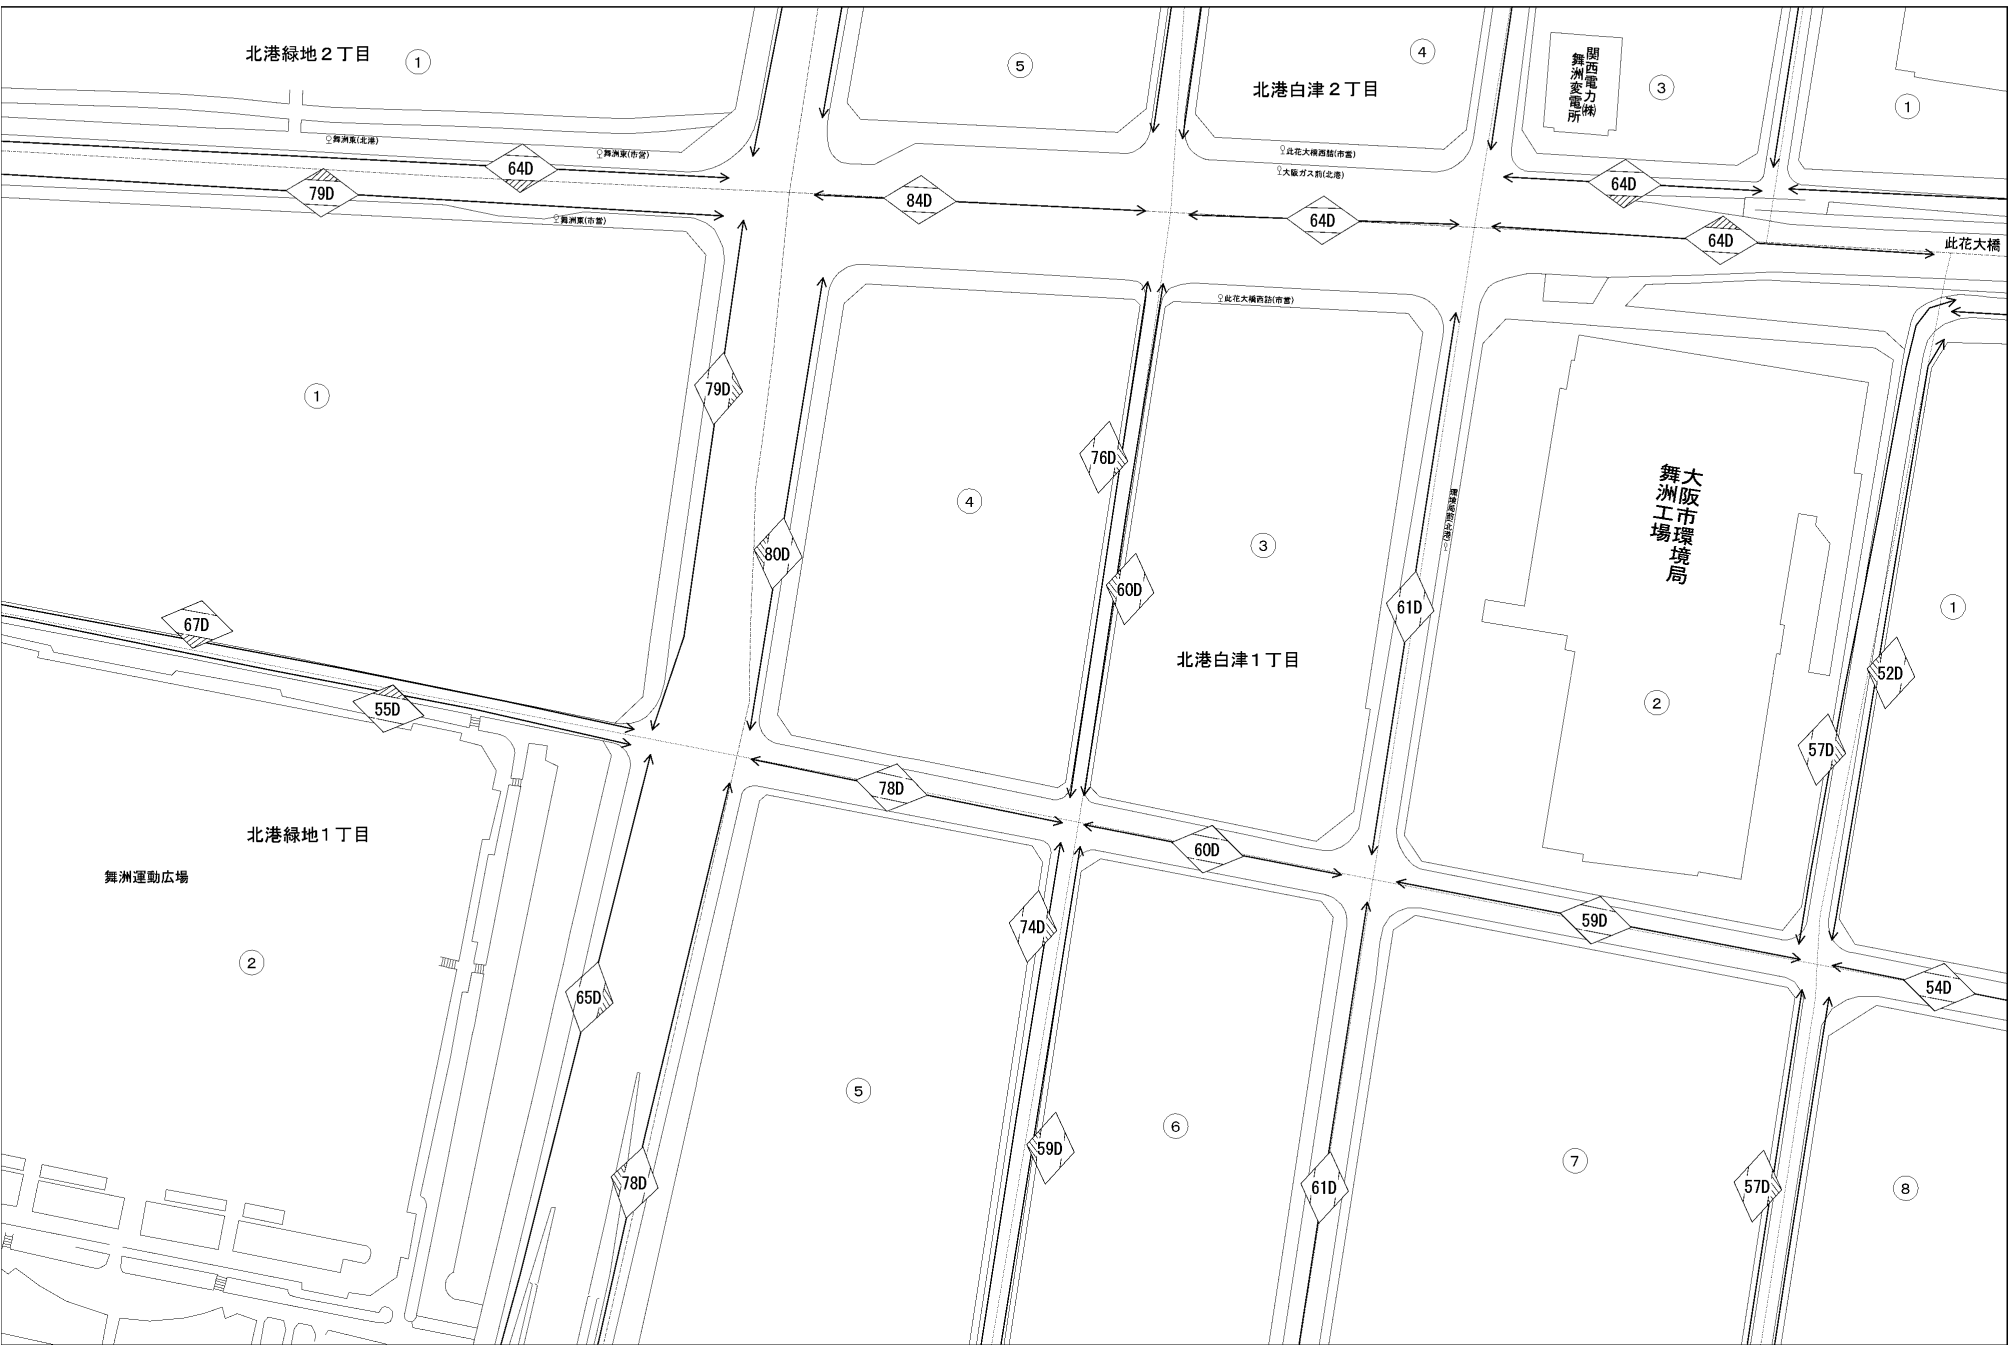 北港緑地2丁目
①
⑤
④
北港白津2丁目
関西電力㈱
舞洲変電所
③
①
舞洲東(北港)
舞洲東(市営)
此花大橋西詰(市営)
大阪ガス前(北港)
64D
79D
84D
64D
64D
64D
此花大橋
舞洲東(市営)
此花大橋西詰(市営)
79D
①
76D
④
80D
60D
③
環境局前(北港)
61D
大阪市環境局
舞洲工場
①
67D
55D
北港白津1丁目
52D
②
57D
78D
60D
北港緑地1丁目
舞洲運動広場
74D
59D
②
65D
54D
⑤
⑥
59D
⑦
78D
61D
57D
⑧